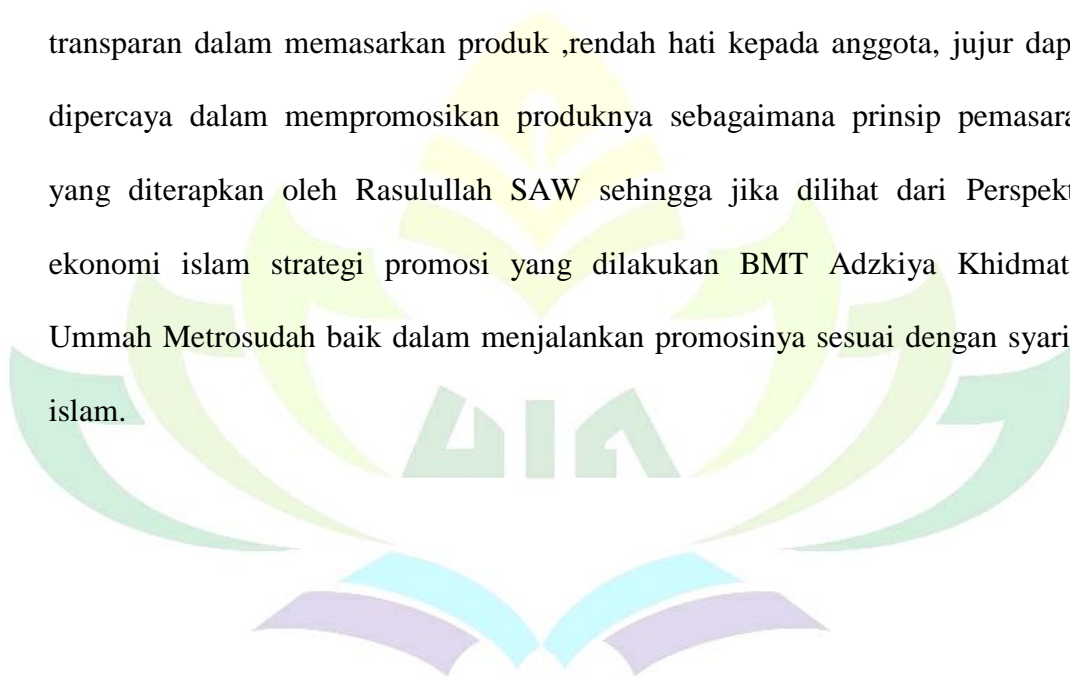 transparan dalam memasarkan produk ,rendah hati kepada anggota, jujur dap
dipercaya dalam mempromosikan produknya sebagaimana prinsip pemasara
yang diterapkan oleh Rasulullah SAW sehingga jika dilihat dari Perspekt
ekonomi islam strategi promosi yang dilakukan BMT Adzkiya Khidmat
Ummah Metrosudah baik dalam menjalankan promosinya sesuai dengan syari
islam.
UIN